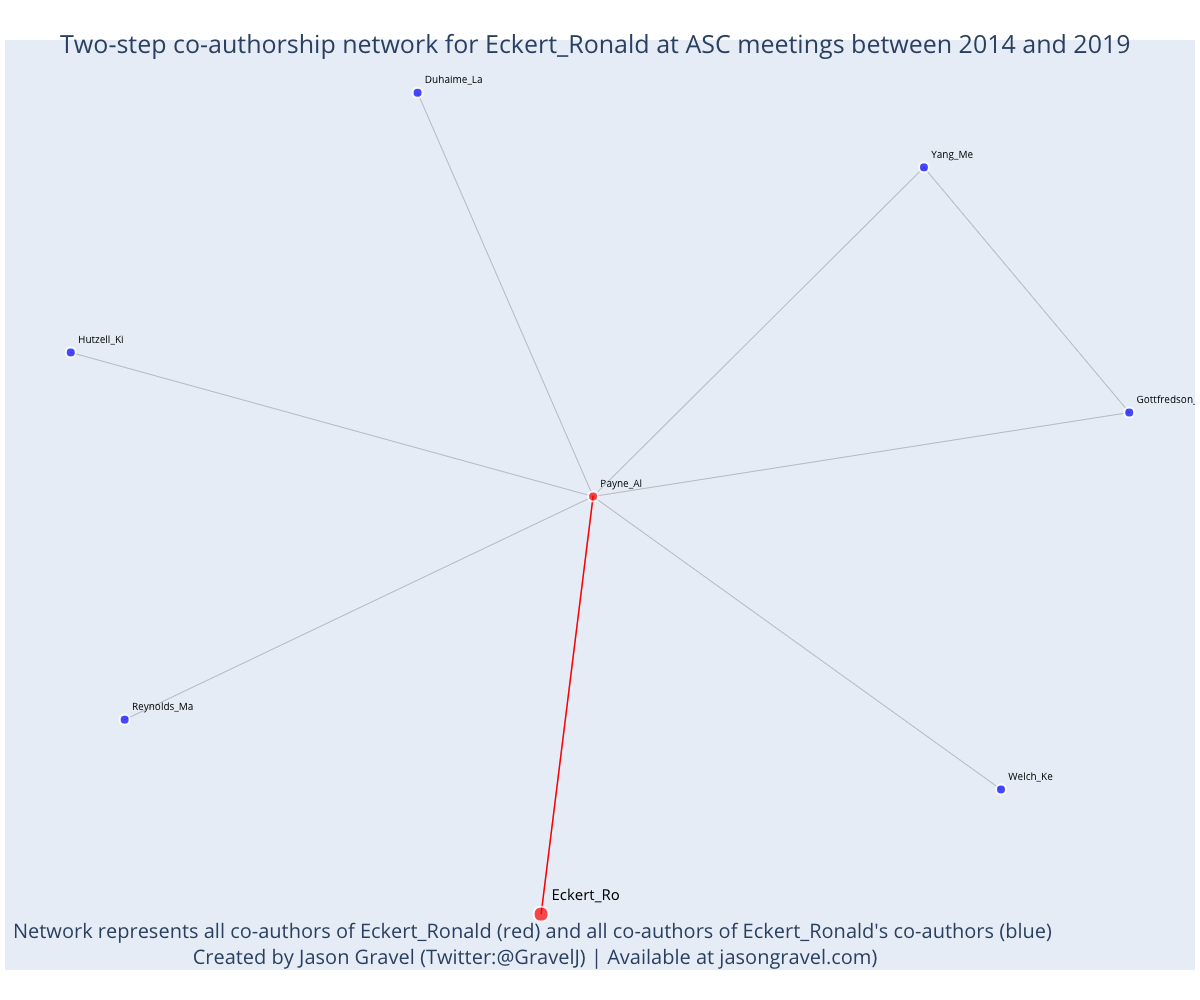 Two-step co-authorship network for Eckert_Ronald at ASC meetings between 2014 and 2019
Duhaime_La
Yang_Me
Hutzell_Ki
Gottfredson_
Payne_Al
Reynolds_Ma
Welch_Ke
Eckert_Ro
Network represents all co-authors of Eckert_Ronald (red) and all co-authors of Eckert_Ronald's co-authors (blue)
Created by Jason Gravel (Twitter:@GravelJ) | Available at jasongravel.com)